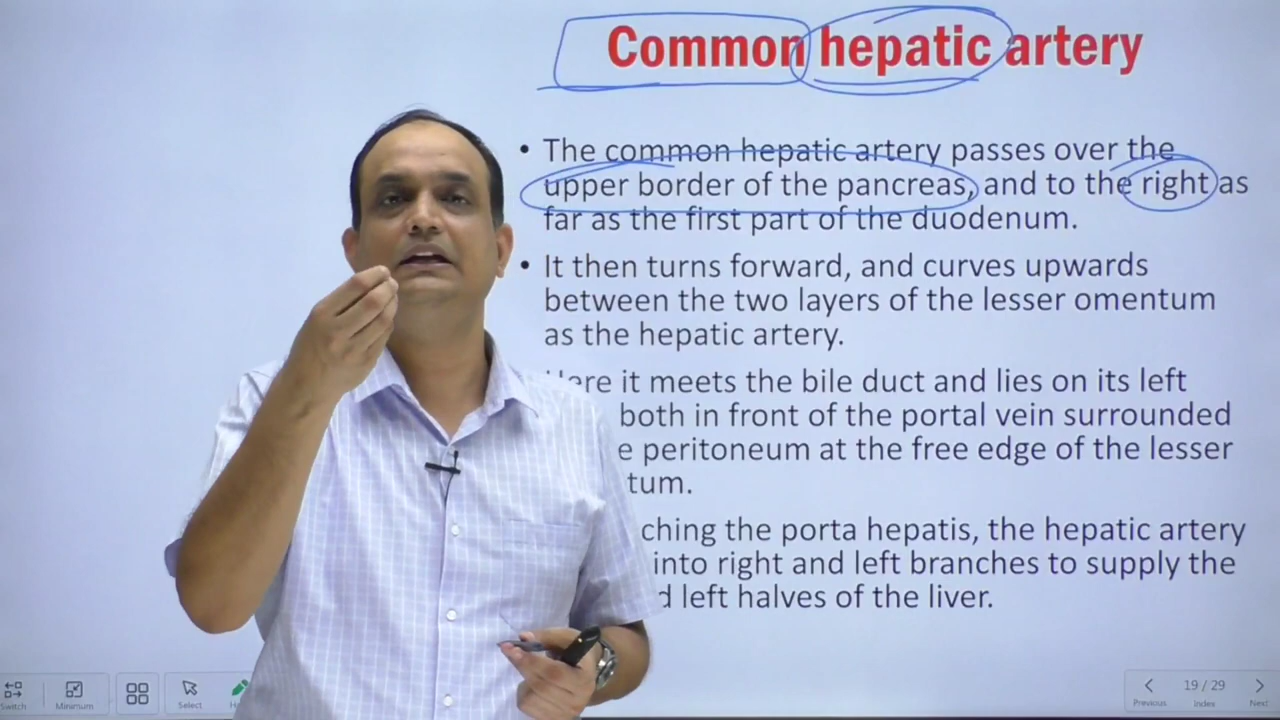 Common hepatic artery
• The common hepatic artery passes over the
upper border of the pancreas, and to the right as
far as the first part of the duodenum.
• It then turns forward, and curves upwards
between the two layers of the lesser omentum
as the hepatic artery.
it meets the bile duct and lies on its left
both in front of the portal vein surrounded
e peritoneum at the free edge of the lesser
tum.
ching the porta hepatis, the hepatic artery
into right and left branches to supply the
d left halves of the liver.
Switch Minimum Select
Previous 19 / 29 Index Next